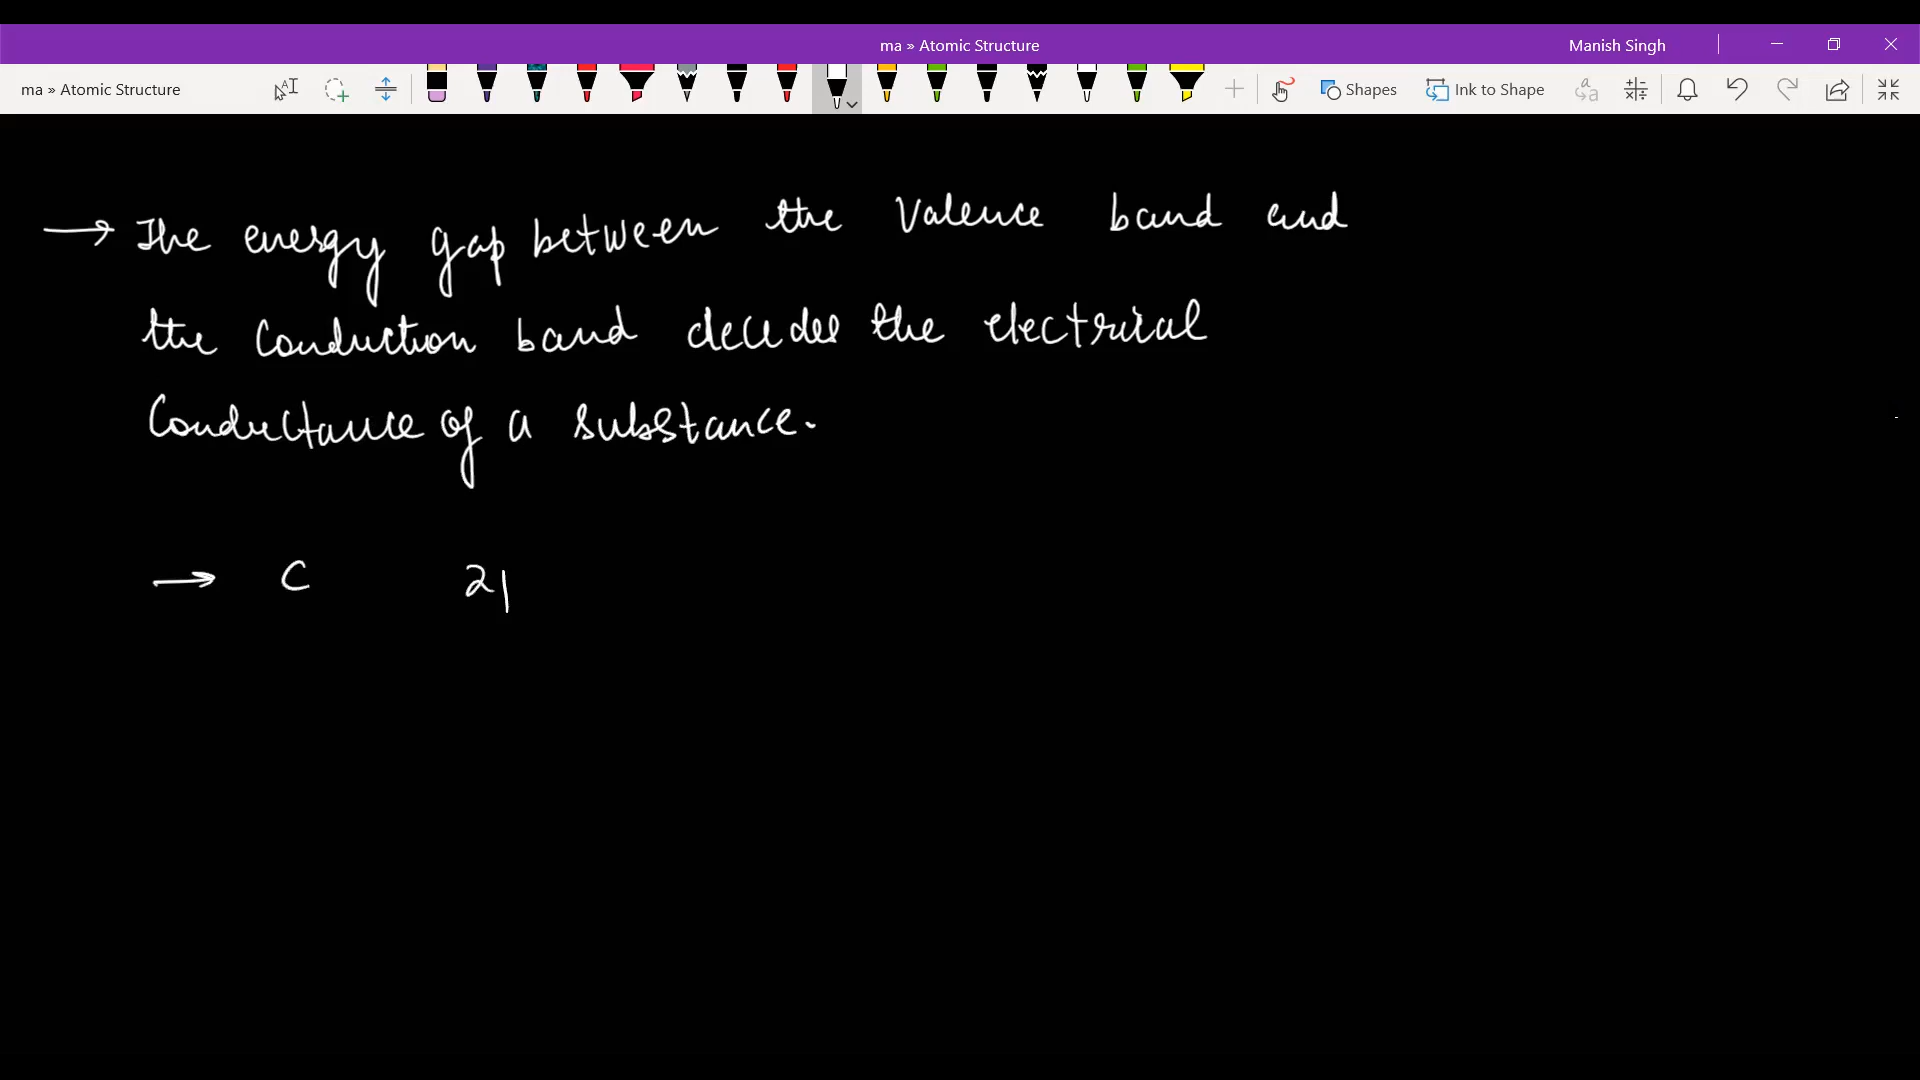 ma » Atomic Structure
Manish Singh
ma » Atomic Structure
Shapes
Ink to Shape
→ The energy gap between the Valence band and
the Conduction band decides the electrical
Conductance of a substance.
→ C 2|